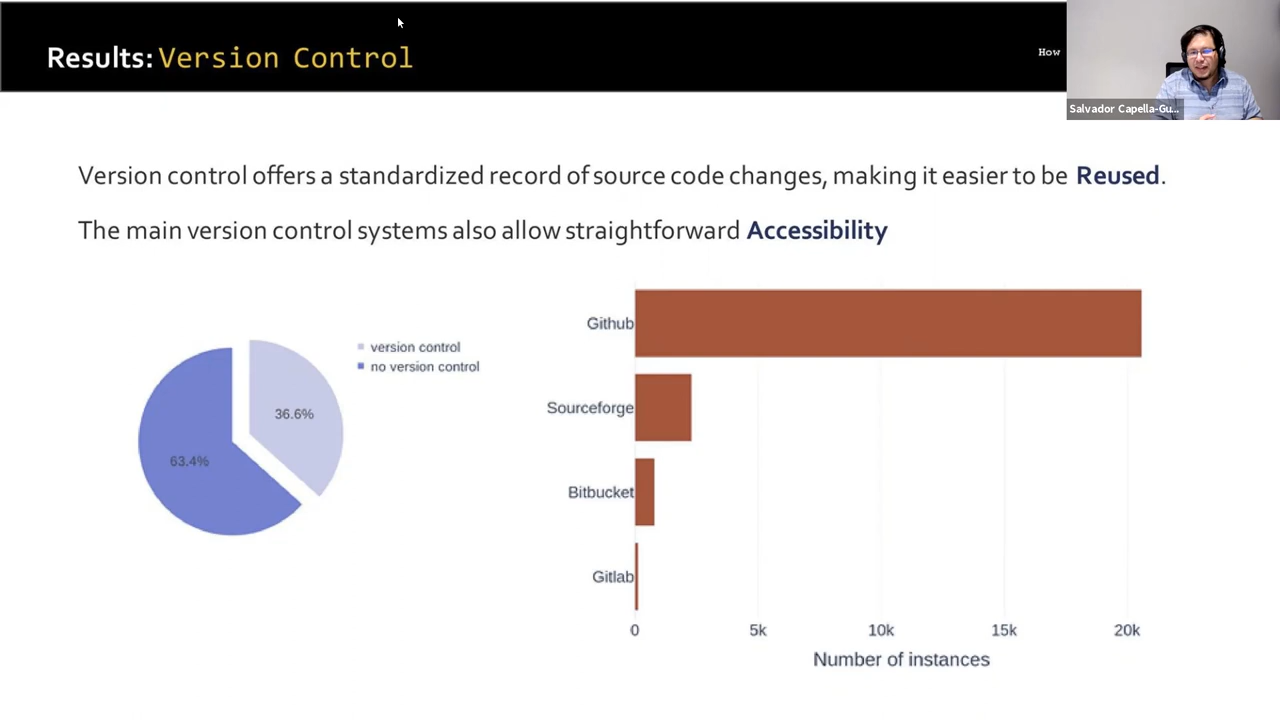 Results: Version Control
How
Salvador Capella-Gu...
Version control offers a standardized record of source code changes, making it easier to be Reused.
The main version control systems also allow straightforward Accessibility
version control
no version control
36.6%
63.4%
Github
Sourceforge
Bitbucket
Gitlab
0 5k 10k 15k 20k
Number of instances